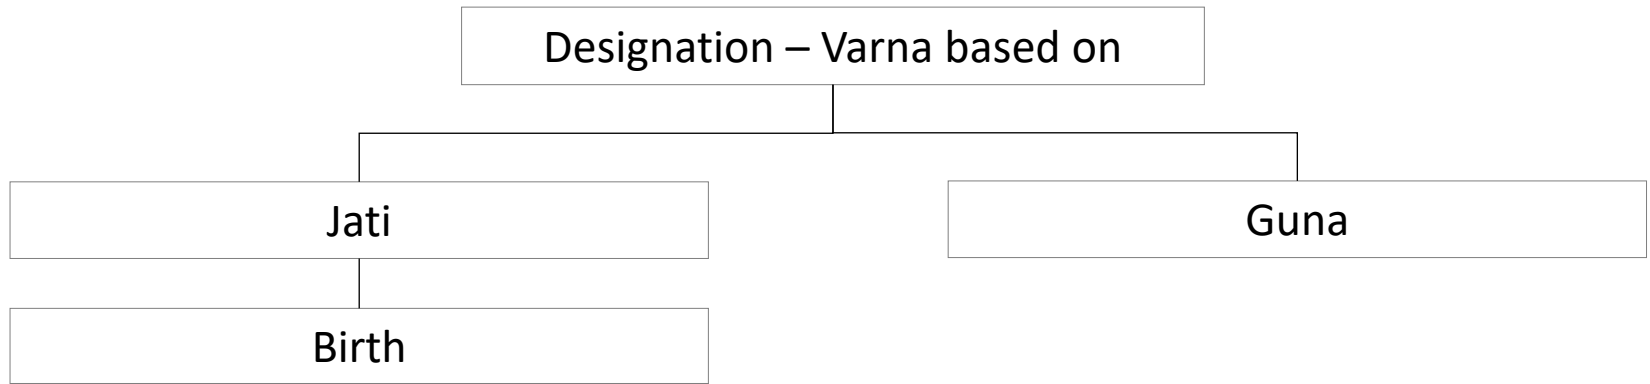 Designation – Varna based on
Jati
Guna
Birth